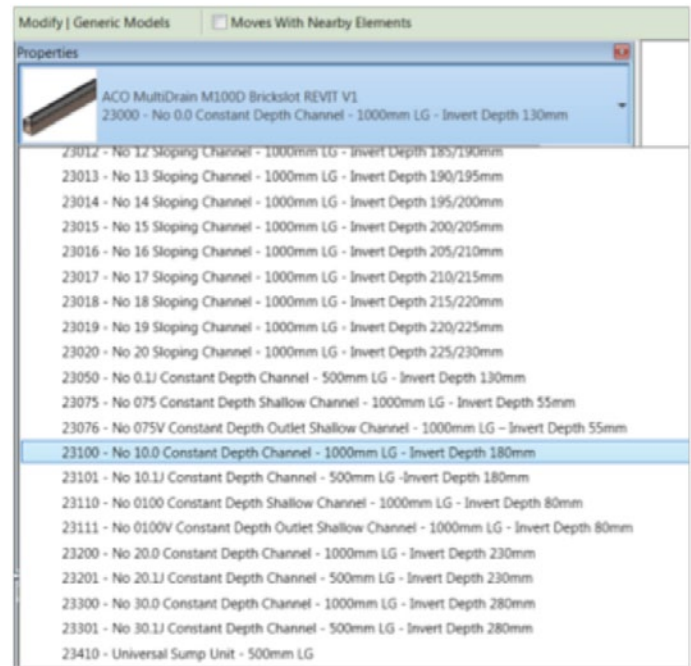 Modify | Generic Models
Moves With Nearby Elements
Properties
ACO MultiDrain M100D Brickslot REVIT V1
23000 - No 0.0 Constant Depth Channel - 1000mm LG - Invert Depth 130mm
23012 - No 12 Sloping Channel - 1000mm LG - Invert Depth 185/190mm
23013 - No 13 Sloping Channel - 1000mm LG - Invert Depth 190/195mm
23014 - No 14 Sloping Channel - 1000mm LG - Invert Depth 195/200mm
23015 - No 15 Sloping Channel - 1000mm LG - Invert Depth 200/205mm
23016 - No 16 Sloping Channel - 1000mm LG - Invert Depth 205/210mm
23017 - No 17 Sloping Channel - 1000mm LG - Invert Depth 210/215mm
23018 - No 18 Sloping Channel - 1000mm LG - Invert Depth 215/220mm
23019 - No 19 Sloping Channel - 1000mm LG - Invert Depth 220/225mm
23020 - No 20 Sloping Channel - 1000mm LG - Invert Depth 225/230mm
23050 - No 0.1J Constant Depth Channel - 500mm LG - Invert Depth 130mm
23075 - No 075 Constant Depth Shallow Channel - 1000mm LG - Invert Depth 55mm
23076 - No 075V Constant Depth Outlet Shallow Channel - 1000mm LG – Invert Depth 55mm
23100 - No 10.0 Constant Depth Channel - 1000mm LG - Invert Depth 180mm
23101 - No 10.1J Constant Depth Channel - 500mm LG -Invert Depth 180mm
23110 - No 0100 Constant Depth Shallow Channel - 1000mm LG - Invert Depth 80mm
23111 - No 0100V Constant Depth Outlet Shallow Channel - 1000mm LG - Invert Depth 80mm
23200 - No 20.0 Constant Depth Channel - 1000mm LG - Invert Depth 230mm
23201 - No 20.1J Constant Depth Channel - 500mm LG - Invert Depth 230mm
23300 - No 30.0 Constant Depth Channel - 1000mm LG - Invert Depth 280mm
23301 - No 30.1J Constant Depth Channel - 500mm LG - Invert Depth 280mm
23410 - Universal Sump Unit - 500mm LG